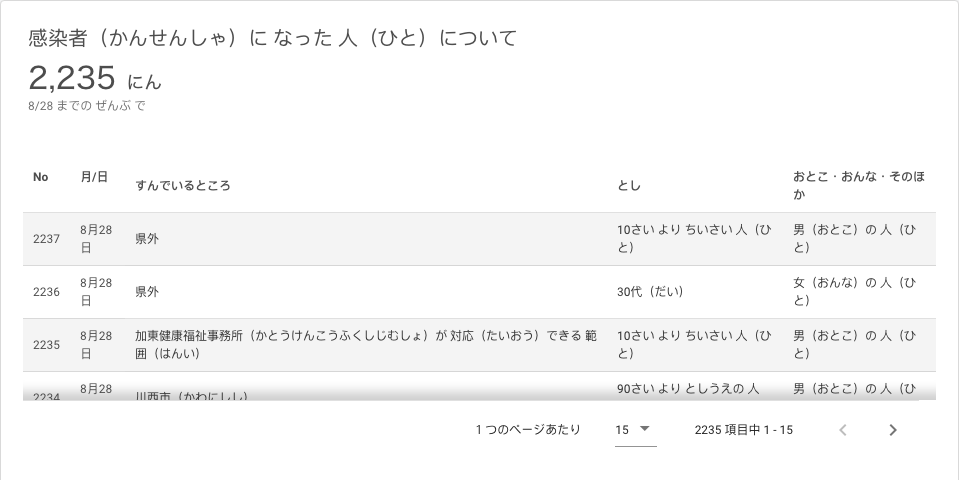 感染者（かんせんしゃ）に なった 人（ひと）について
2,235 にん
8/28 までの ぜんぶ で
No 月/日 すんでいるところ とし おとこ・おんな・そのほ
か
2237 8月28
日 県外 10さい より ちいさい 人（ひ
と） 男（おとこ）の 人（ひ
と）
2236 8月28
日 県外 30代（だい） 女（おんな）の 人（ひ
と）
2235 8月28
日 加東健康福祉事務所（かとうけんこうふくしじむしょ）が 対応（たいおう）できる 範
囲（はんい） 10さい より ちいさい 人（ひ
と） 男（おとこ）の 人（ひ
と）
2234 8月28 川西市（かわにしし） 90さい より としうえの 人 男（おとこ）の 人（ひ
1 つのページあたり 15 2235 項目中 1 - 15